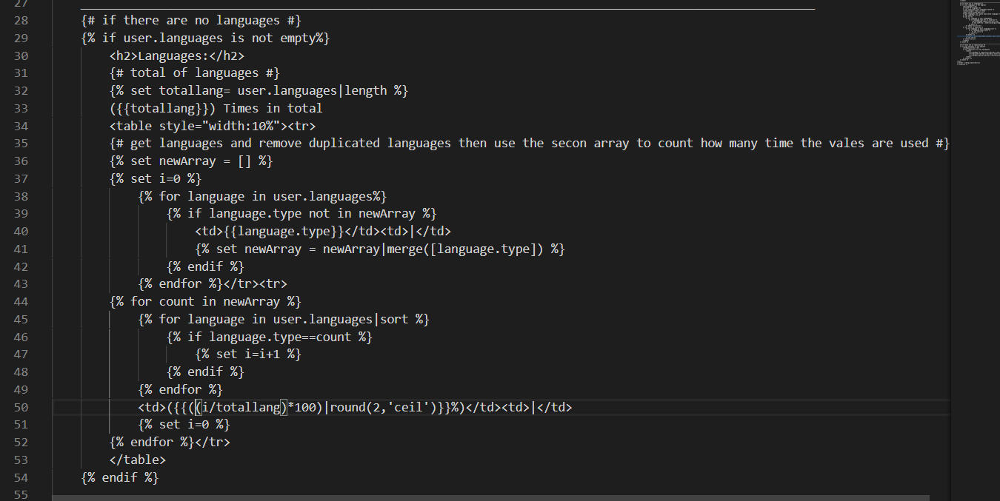 27
28 {# if there are no languages #}
29 {% if user.languages is not empty%}
30 <h2>Languages:</h2>
31 {# total of languages #}
32 {% set totallang= user.languages|length %}
33 ({{totallang}}) Times in total
34 <table style="width:10%"><tr>
35 {# get languages and remove duplicated languages then use the secon array to count how many time the vales are used #}
36 {% set newArray = [] %}
37 {% set i=0 %}
38 {% for language in user.languages%}
39 {% if language.type not in newArray %}
40 <td>{{language.type}}</td><td>|</td>
41 {% set newArray = newArray|merge([language.type]) %}
42 {% endif %}
43 {% endfor %}</tr><tr>
44 {% for count in newArray %}
45 {% for language in user.languages|sort %}
46 {% if language.type==count %}
47 {% set i=i+1 %}
48 {% endif %}
49 {% endfor %}
50 <td>({{((i/totallang)*100)|round(2,'ceil')}}%)</td><td>|</td>
51 {% set i=0 %}
52 {% endfor %}</tr>
53 </table>
54 {% endif %}
55